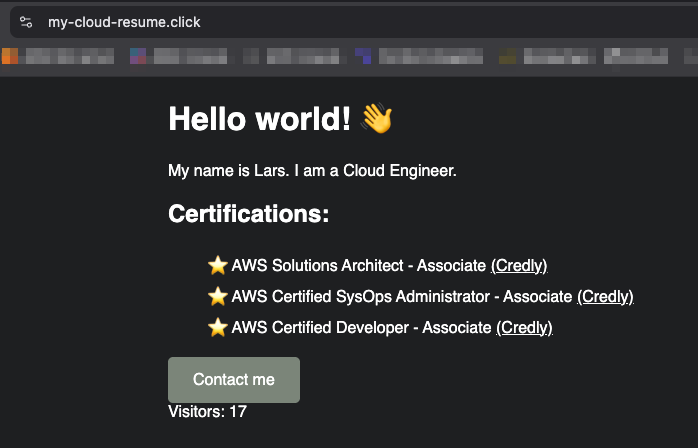 my-cloud-resume.click
Hello world! 👋
My name is Lars. I am a Cloud Engineer.
Certifications:
⭐ AWS Solutions Architect - Associate (Credly)
⭐ AWS Certified SysOps Administrator - Associate (Credly)
⭐ AWS Certified Developer - Associate (Credly)
Contact me
Visitors: 17